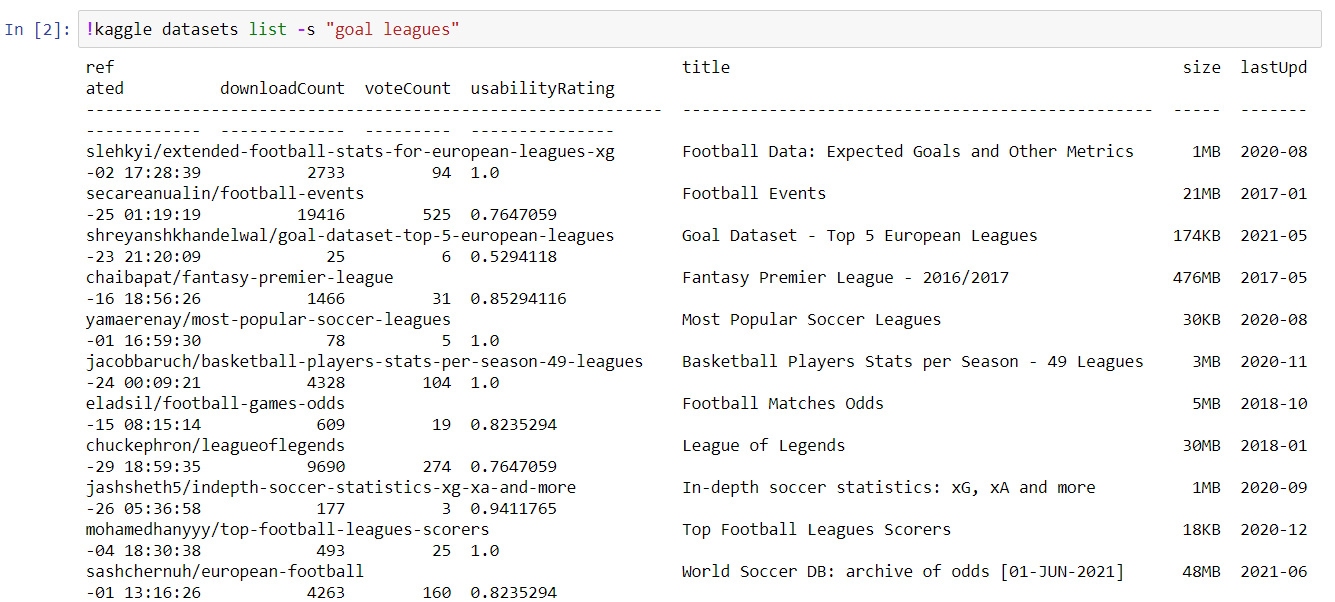 In [2]: !kaggle datasets list -s "goal leagues"
ref title size lastUpd
ated downloadCount voteCount usabilityRating
------------------------------------------------------------ ------------------------------------------------- ----- -------
------------ ------------- --------- ---------------
slehkyi/extended-football-stats-for-european-leagues-xg Football Data: Expected Goals and Other Metrics 1MB 2020-08
-02 17:28:39 2733 94 1.0
secareanualin/football-events Football Events 21MB 2017-01
-25 01:19:19 19416 525 0.7647059
shreyanshkhandelwal/goal-dataset-top-5-european-leagues Goal Dataset - Top 5 European Leagues 174KB 2021-05
-23 21:20:09 25 6 0.5294118
chaibapat/fantasy-premier-league Fantasy Premier League - 2016/2017 476MB 2017-05
-16 18:56:26 1466 31 0.85294116
yamaerenay/most-popular-soccer-leagues Most Popular Soccer Leagues 30KB 2020-08
-01 16:59:30 78 5 1.0
jacobbaruch/basketball-players-stats-per-season-49-leagues Basketball Players Stats per Season - 49 Leagues 3MB 2020-11
-24 00:09:21 4328 104 1.0
eladsil/football-games-odds Football Matches Odds 5MB 2018-10
-15 08:15:14 609 19 0.8235294
chuckephron/leagueoflegends League of Legends 30MB 2018-01
-29 18:59:35 9690 274 0.7647059
jashsheth5/indepth-soccer-statistics-xg-xa-and-more In-depth soccer statistics: xG, xA and more 1MB 2020-09
-26 05:36:58 177 3 0.9411765
mohamedhanyyy/top-football-leagues-scorers Top Football Leagues Scorers 18KB 2020-12
-04 18:30:38 493 25 1.0
sashchernuh/european-football World Soccer DB: archive of odds [01-JUN-2021] 48MB 2021-06
-01 13:16:26 4263 160 0.8235294